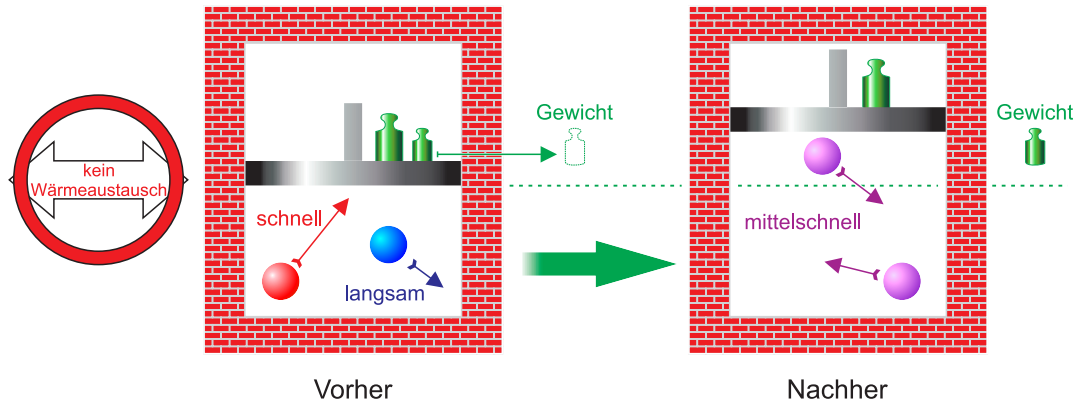 kein
Wärmeaustausch
schnell
langsam
Gewicht
mittelschnell
Gewicht
Vorher
Nachher